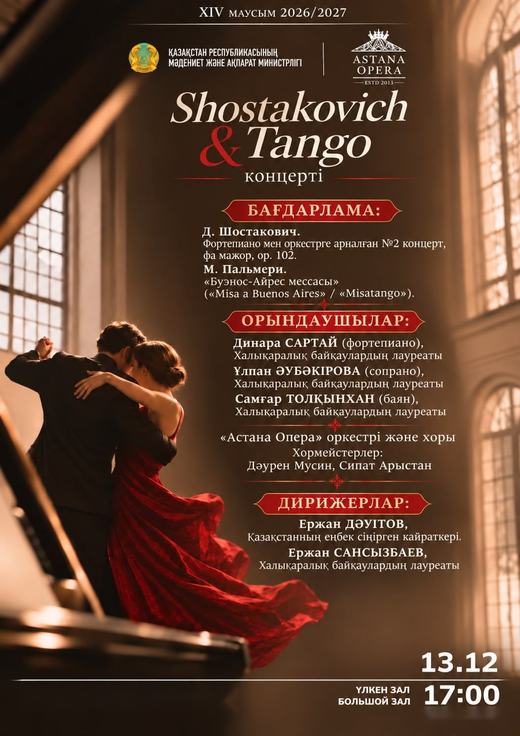 XIV МАУСЫМ 2026/2027
ҚАЗАҚСТАН РЕСПУБЛИКАСЫНЫҢ
МӘДЕНИЕТ ЖӘНЕ АҚПАРАТ МИНИСТРЛІГІ
ASTANA
OPERA
ESTD 2013
Shostakovich
& Tango
концерті
БАҒДАРЛАМА:
Д. Шостакович.
Фортепиано мен оркестрге арналған №2 концерт,
фа мажор, op. 102.
М. Пальмери.
«Буэнос-Айрес мессасы»
(«Misa a Buenos Aires» / «Misatango»).
ОРЫНДАУШЫЛАР:
Динара САРТАЙ (фортепиано),
Халықаралық байқаулардың лауреаты
Ұлпан ӘУБӘКІРОВА (сопрано),
Халықаралық байқаулардың лауреаты
Самғар ТОЛҚЫНХАН (баян),
Халықаралық байқаулардың лауреаты
«Астана Опера» оркестрі және хоры
Хормейстерлер:
Дәурен Мусин, Сипат Арыстан
ДИРИЖЕРЛАР:
Ержан ДӘУІТОВ,
Қазақстанның еңбек сіңірген қайраткері.
Ержан САНСЫЗБАЕВ,
Халықаралық байқаулардың лауреаты
13.12
ҮЛКЕН ЗАЛ
БОЛЬШОЙ ЗАЛ
17:00